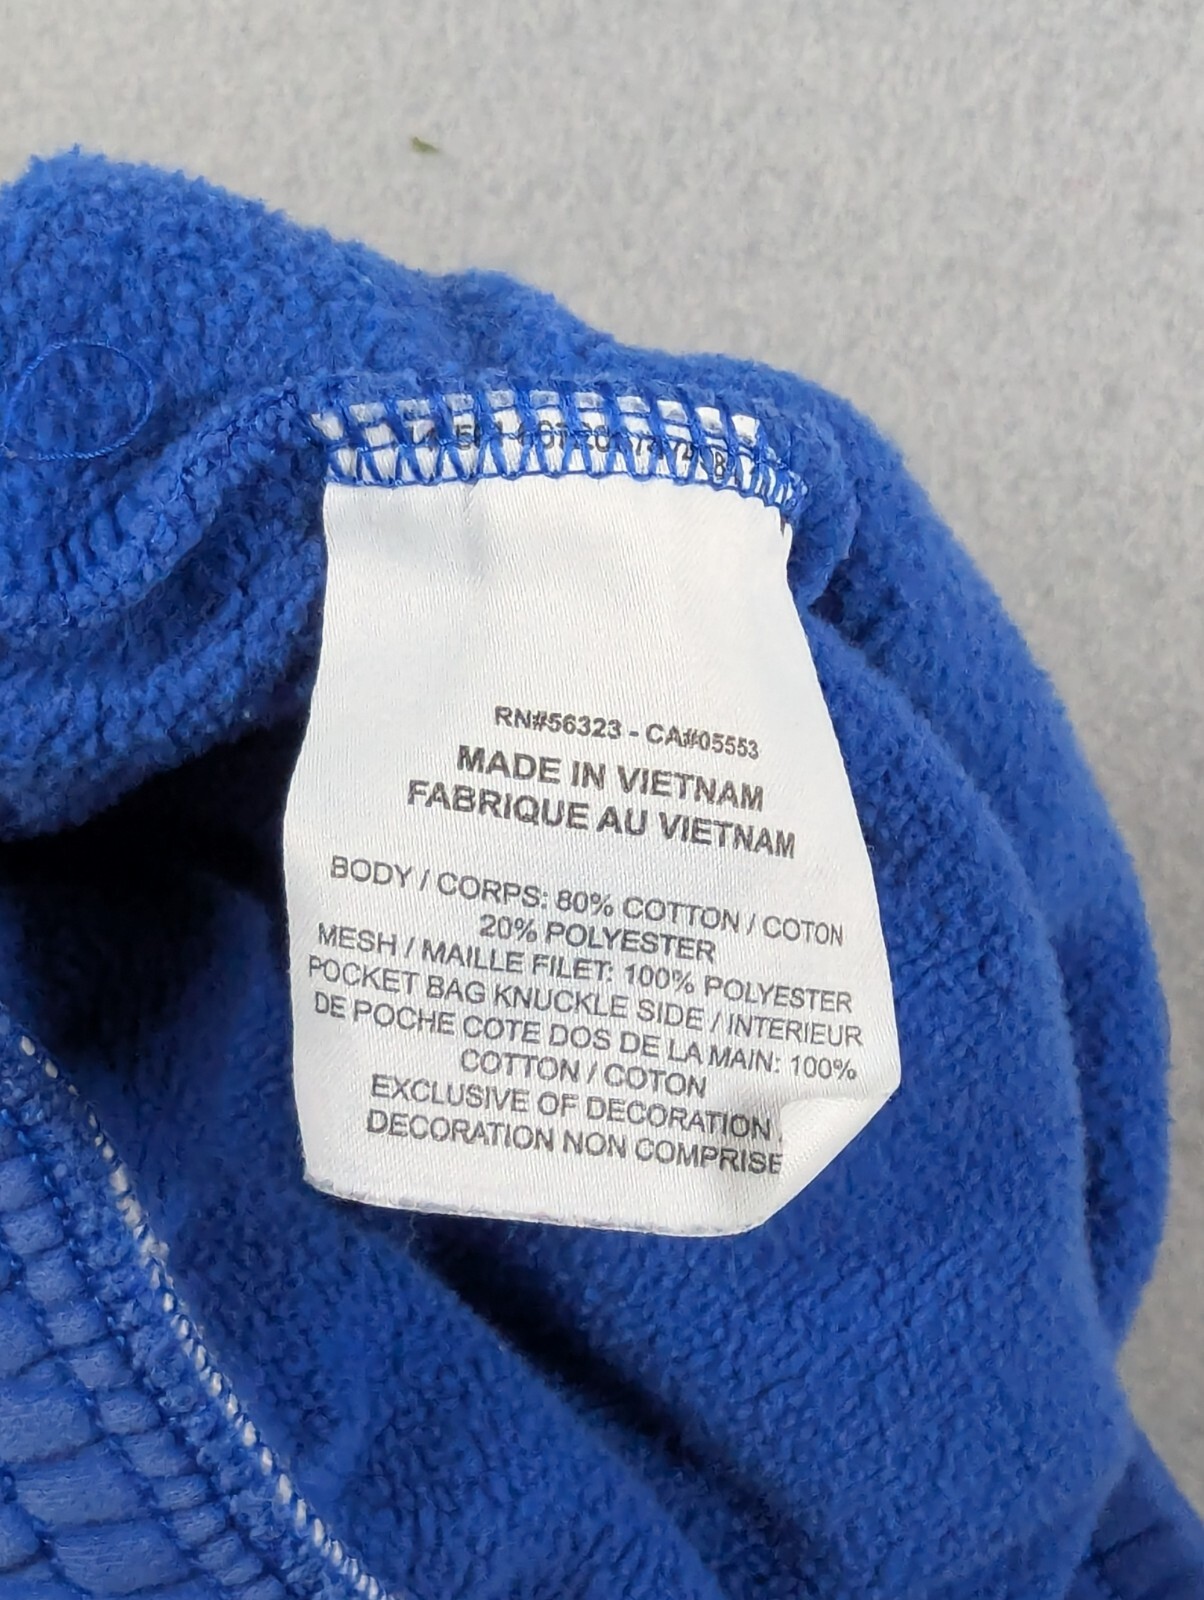 RN#56323 - CA#05553
MADE IN VIETNAM
FABRIQUE AU VIETNAM
BODY / CORPS: 80% COTTON / COTON
20% POLYESTER
MESH / MAILLE FILET: 100% POLYESTER
POCKET BAG KNUCKLE SIDE / INTERIEUR
DE POCHE COTE DOS DE LA MAIN: 100%
COTTON / COTON
EXCLUSIVE OF DECORATION
DECORATION NON COMPRISE